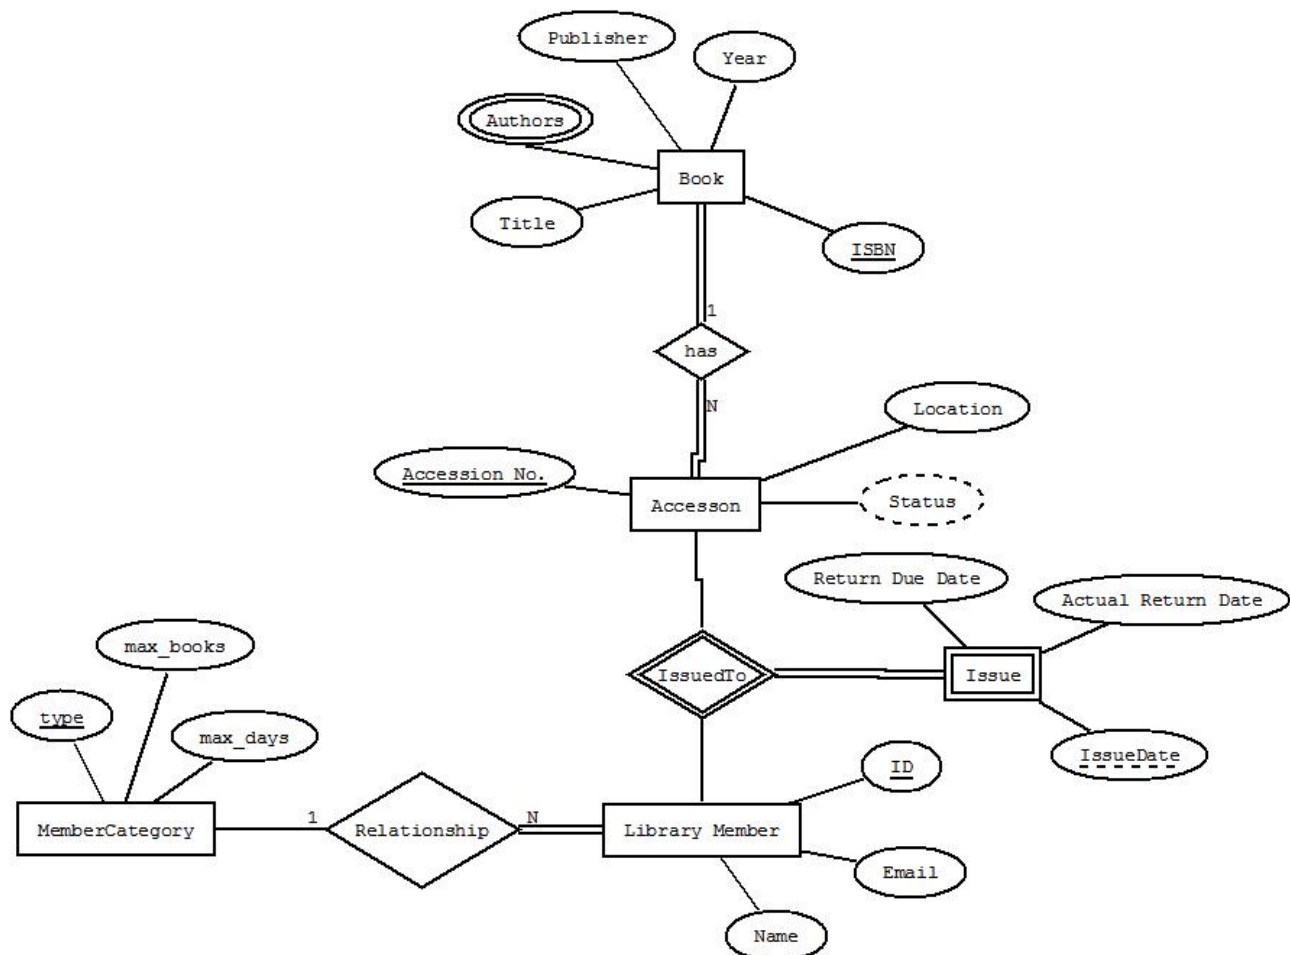 Publisher
Year
Authors
Book
Title
ISBN
1
has
N
Location
Accession No.
Accesson
Status
Return Due Date
Actual Return Date
max_books
IssuedTo
Issue
type
max_days
IssueDate
ID
MemberCategory
1
Relationship
N
Library Member
Email
Name